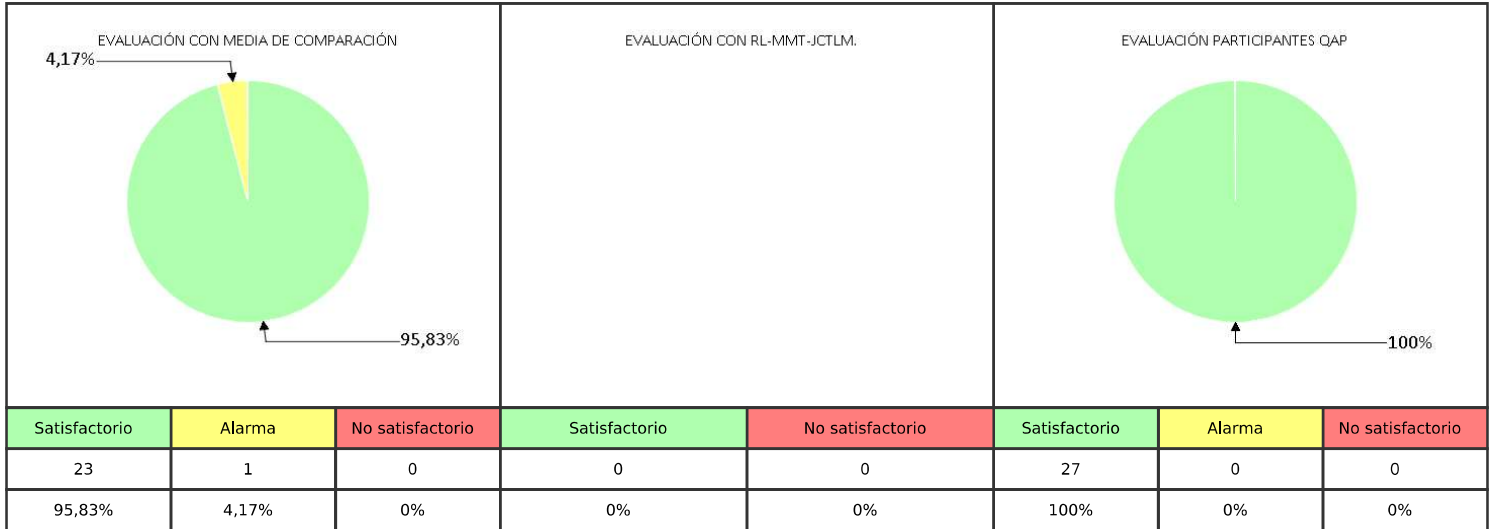 EVALUACIÓN CON MEDIA DE COMPARACIÓN
4,17%
95,83%
EVALUACIÓN CON RL-MMT-JCTLM.
EVALUACIÓN PARTICIPANTES QAP
100%
Satisfactorio Alarma No satisfactorio Satisfactorio No satisfactorio Satisfactorio Alarma No satisfactorio
23 1 0 0 0 27 0 0
95,83% 4,17% 0% 0% 0% 100% 0% 0%